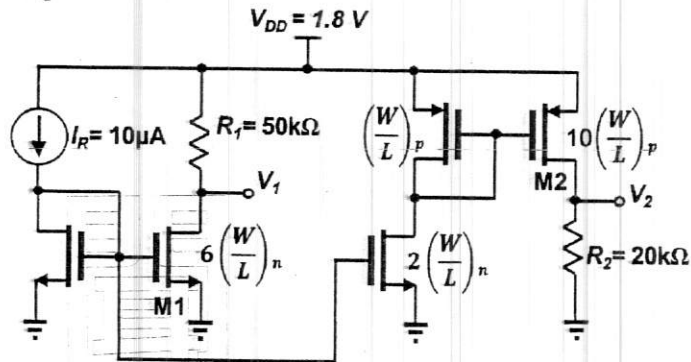 V_DD = 1.8 V
I_R = 10μA
R_1 = 50kΩ
(W/L)_p
10(W/L)_p
M2
V_1
V_2
6(W/L)_n
M1
2(W/L)_n
R_2 = 20kΩ